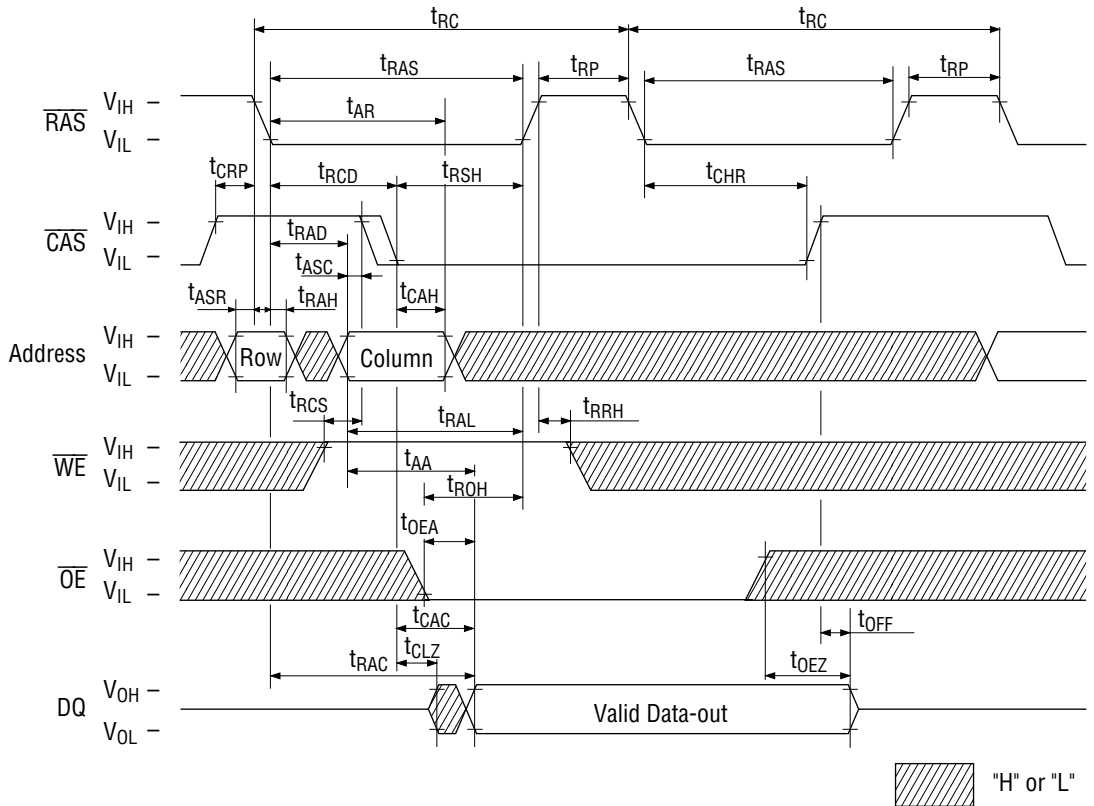 tRC tRC
tRAS tRP tRAS tRP
RAS VIH –
VIL –
tAR
tCRP tRCD tRSH tCHR
CAS VIH –
VIL –
tRAD
tASC
tASR tRAH tCAH
Address VIH –
VIL –
Row Column
tRCS tRAL tRRH
WE VIH –
VIL –
tAA
tROH
tOEA
OE VIH –
VIL –
tCAC tOFF
tCLZ
tRAC tOEZ
DQ VOH –
VOL –
Valid Data-out
"H" or "L"